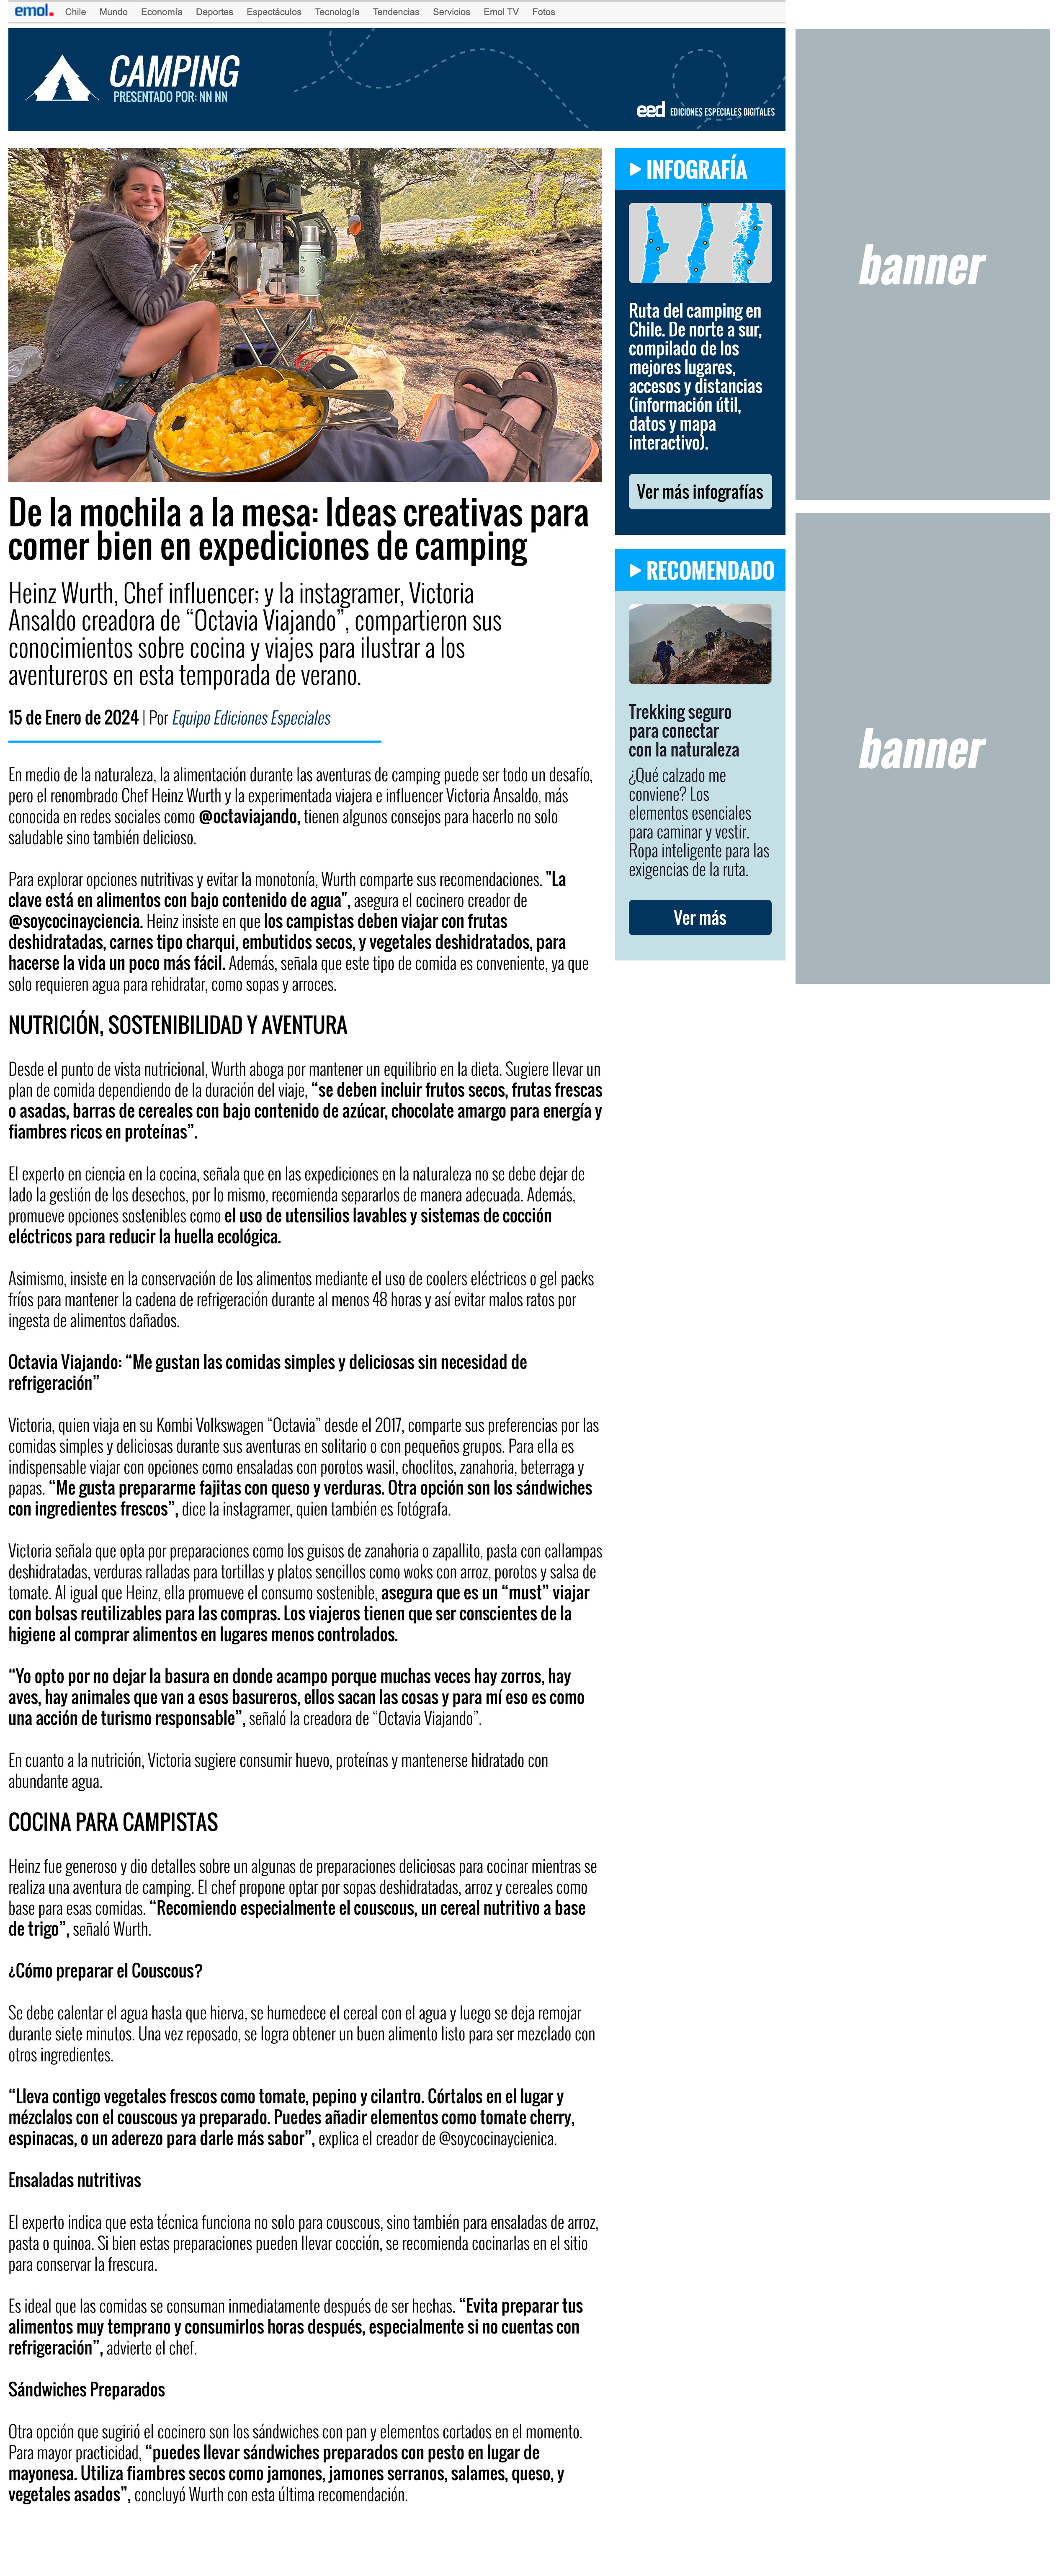 emol. Chile Mundo Economía Deportes Espectáculos Tecnología Tendencias Servicios Emol TV Fotos
CAMPING
PRESENTADO POR: NN NN
eed EDICIONES ESPECIALES DIGITALES
De la mochila a la mesa: Ideas creativas para
comer bien en expediciones de camping
Heinz Wurth, Chef influencer; y la instagramer, Victoria
Ansaldo creadora de “Octavia Viajando”, compartieron sus
conocimientos sobre cocina y viajes para ilustrar a los
aventureros en esta temporada de verano.
15 de Enero de 2024 | Por Equipo Ediciones Especiales
En medio de la naturaleza, la alimentación durante las aventuras de camping puede ser todo un desafío,
pero el renombrado Chef Heinz Wurth y la experimentada viajera e influencer Victoria Ansaldo, más
conocida en redes sociales como @octaviajando, tienen algunos consejos para hacerlo no solo
saludable sino también delicioso.
Para explorar opciones nutritivas y evitar la monotonía, Wurth comparte sus recomendaciones. "La
clave está en alimentos con bajo contenido de agua", asegura el cocinero creador de
@soycocinayciencia. Heinz insiste en que los campistas deben viajar con frutas
deshidratadas, carnes tipo charqui, embutidos secos, y vegetales deshidratados, para
hacerse la vida un poco más fácil. Además, señala que este tipo de comida es conveniente, ya que
solo requieren agua para rehidratar, como sopas y arroces.
NUTRICIÓN, SOSTENIBILIDAD Y AVENTURA
Desde el punto de vista nutricional, Wurth aboga por mantener un equilibrio en la dieta. Sugiere llevar un
plan de comida dependiendo de la duración del viaje, “se deben incluir frutos secos, frutas frescas
o asadas, barras de cereales con bajo contenido de azúcar, chocolate amargo para energía y
fiambres ricos en proteínas”.
El experto en ciencia en la cocina, señala que en las expediciones en la naturaleza no se debe dejar de
lado la gestión de los desechos, por lo mismo, recomienda separarlos de manera adecuada. Además,
promueve opciones sostenibles como el uso de utensilios lavables y sistemas de cocción
eléctricos para reducir la huella ecológica.
Asimismo, insiste en la conservación de los alimentos mediante el uso de coolers eléctricos o gel packs
fríos para mantener la cadena de refrigeración durante al menos 48 horas y así evitar malos ratos por
ingesta de alimentos dañados.
Octavia Viajando: “Me gustan las comidas simples y deliciosas sin necesidad de
refrigeración”
Victoria, quien viaja en su Kombi Volkswagen “Octavia” desde el 2017, comparte sus preferencias por las
comidas simples y deliciosas durante sus aventuras en solitario o con pequeños grupos. Para ella es
indispensable viajar con opciones como ensaladas con porotos wasil, choclitos, zanahoria, beterraga y
papas. “Me gusta prepararme fajitas con queso y verduras. Otra opción son los sándwiches
con ingredientes frescos”, dice la instagramer, quien también es fotógrafa.
Victoria señala que opta por preparaciones como los guisos de zanahoria o zapallito, pasta con callampas
deshidratadas, verduras ralladas para tortillas y platos sencillos como woks con arroz, porotos y salsa de
tomate. Al igual que Heinz, ella promueve el consumo sostenible, asegura que es un “must” viajar
con bolsas reutilizables para las compras. Los viajeros tienen que ser conscientes de la
higiene al comprar alimentos en lugares menos controlados.
“Yo opto por no dejar la basura en donde acampo porque muchas veces hay zorros, hay
aves, hay animales que van a esos basureros, ellos sacan las cosas y para mí eso es como
una acción de turismo responsable”, señaló la creadora de “Octavia Viajando”.
En cuanto a la nutrición, Victoria sugiere consumir huevo, proteínas y mantenerse hidratado con
abundante agua.
COCINA PARA CAMPISTAS
Heinz fue generoso y dio detalles sobre un algunas de preparaciones deliciosas para cocinar mientras se
realiza una aventura de camping. El chef propone optar por sopas deshidratadas, arroz y cereales como
base para esas comidas. “Recomiendo especialmente el couscous, un cereal nutritivo a base
de trigo”, señaló Wurth.
¿Cómo preparar el Couscous?
Se debe calentar el agua hasta que hierva, se humedece el cereal con el agua y luego se deja remojar
durante siete minutos. Una vez reposado, se logra obtener un buen alimento listo para ser mezclado con
otros ingredientes.
“Lleva contigo vegetales frescos como tomate, pepino y cilantro. Córtalos en el lugar y
mézclalos con el couscous ya preparado. Puedes añadir elementos como tomate cherry,
espinacas, o un aderezo para darle más sabor”, explica el creador de @soycocinaycienica.
Ensaladas nutritivas
El experto indica que esta técnica funciona no solo para couscous, sino también para ensaladas de arroz,
pasta o quinoa. Si bien estas preparaciones pueden llevar cocción, se recomienda cocinarlas en el sitio
para conservar la frescura.
Es ideal que las comidas se consuman inmediatamente después de ser hechas. “Evita preparar tus
alimentos muy temprano y consumirlos horas después, especialmente si no cuentas con
refrigeración”, advierte el chef.
Sándwiches Preparados
Otra opción que sugirió el cocinero son los sándwiches con pan y elementos cortados en el momento.
Para mayor practicidad, “puedes llevar sándwiches preparados con pesto en lugar de
mayonesa. Utiliza fiambres secos como jamones, jamones serranos, salames, queso, y
vegetales asados”, concluyó Wurth con esta última recomendación.
INFOGRAFÍA
Ruta del camping en
Chile. De norte a sur,
compilado de los
mejores lugares,
accesos y distancias
(información útil,
datos y mapa
interactivo).
Ver más infografías
RECOMENDADO
Trekking seguro
para conectar
con la naturaleza
¿Qué calzado me
conviene? Los
elementos esenciales
para caminar y vestir.
Ropa inteligente para las
exigencias de la ruta.
Ver más
banner
banner